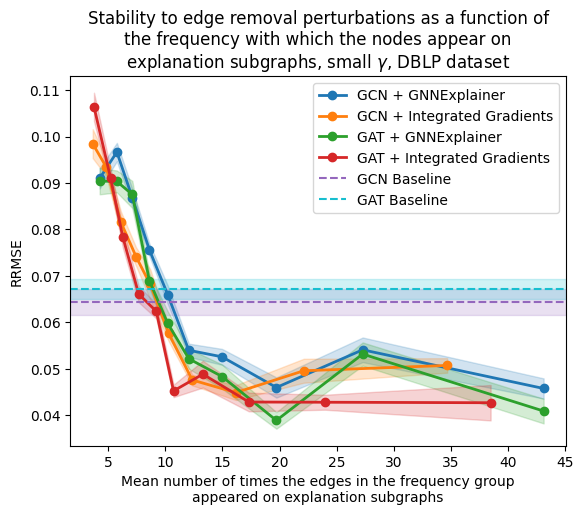 Stability to edge removal perturbations as a function of
the frequency with which the nodes appear on
explanation subgraphs, small γ, DBLP dataset
GCN + GNNExplainer
GCN + Integrated Gradients
GAT + GNNExplainer
GAT + Integrated Gradients
GCN Baseline
GAT Baseline
RRMSE
0.11
0.10
0.09
0.08
0.07
0.06
0.05
0.04
5 10 15 20 25 30 35 40 45
Mean number of times the edges in the frequency group
appeared on explanation subgraphs